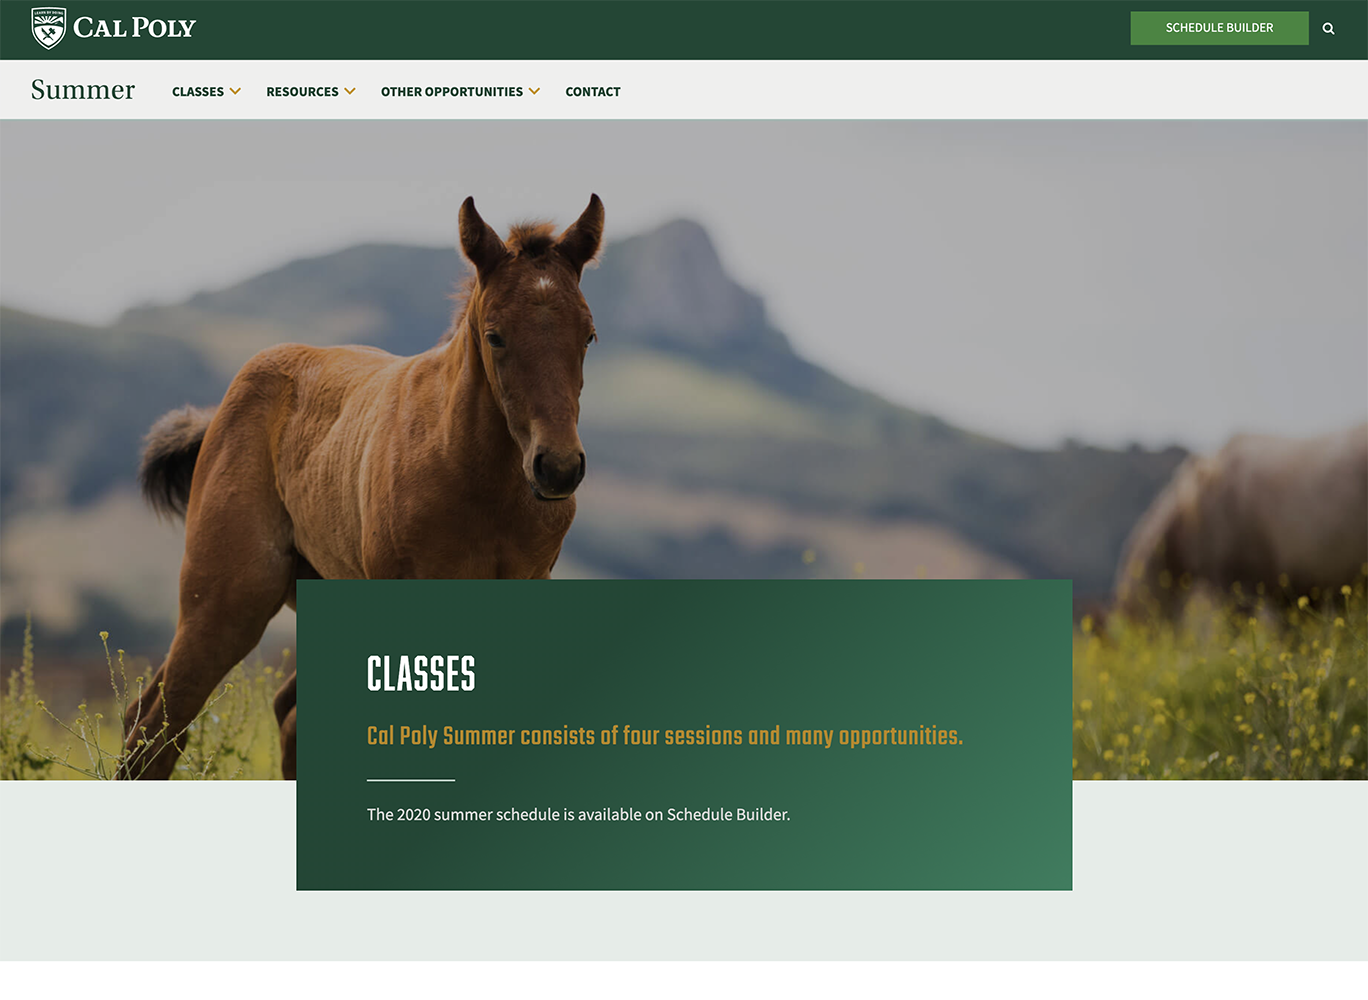 CAL POLY
SCHEDULE BUILDER
Summer
CLASSES
RESOURCES
OTHER OPPORTUNITIES
CONTACT
CLASSES
Cal Poly Summer consists of four sessions and many opportunities.
The 2020 summer schedule is available on Schedule Builder.